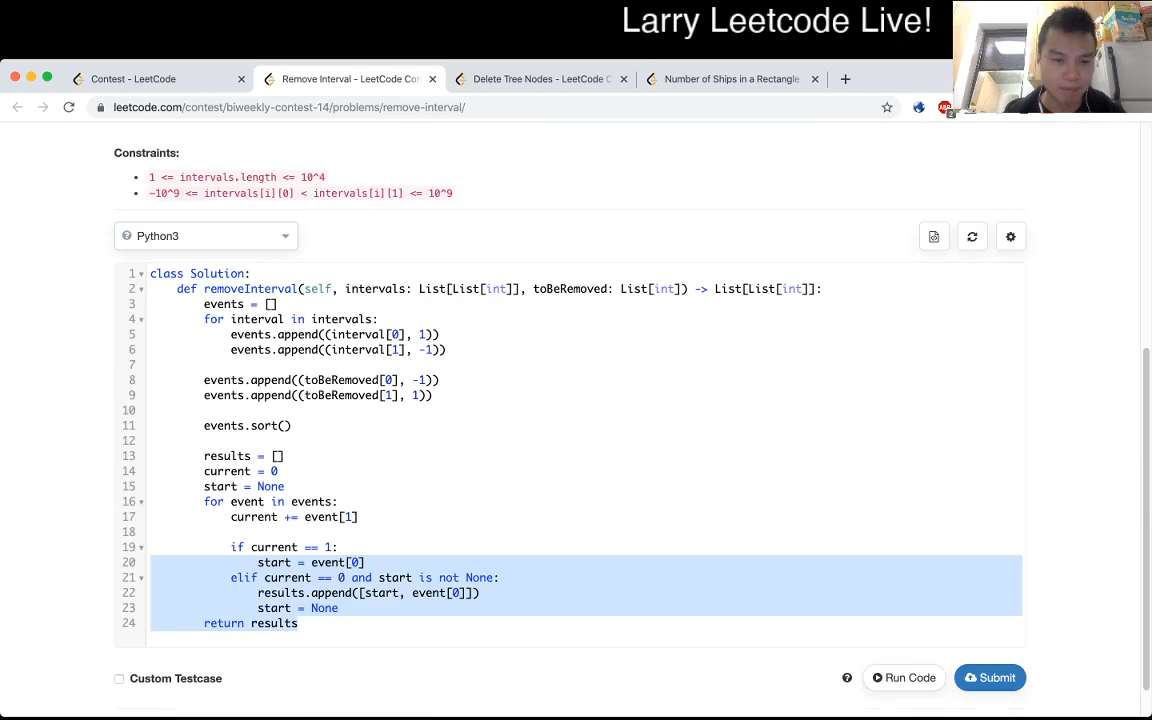 Larry Leetcode Live!
Contest - LeetCode
Remove Interval - LeetCode Con
Delete Tree Nodes - LeetCode C
Number of Ships in a Rectangle
leetcode.com/contest/biweekly-contest-14/problems/remove-interval/
ABP
2
Constraints:
1 <= intervals.length <= 10^4
-10^9 <= intervals[i][0] < intervals[i][1] <= 10^9
Python3
1 class Solution:
2 def removeInterval(self, intervals: List[List[int]], toBeRemoved: List[int]) -> List[List[int]]:
3 events = []
4 for interval in intervals:
5 events.append((interval[0], 1))
6 events.append((interval[1], -1))
7
8 events.append((toBeRemoved[0], -1))
9 events.append((toBeRemoved[1], 1))
10
11 events.sort()
12
13 results = []
14 current = 0
15 start = None
16 for event in events:
17 current += event[1]
18
19 if current == 1:
20 start = event[0]
21 elif current == 0 and start is not None:
22 results.append([start, event[0]])
23 start = None
24 return results
Custom Testcase
? Run Code Submit